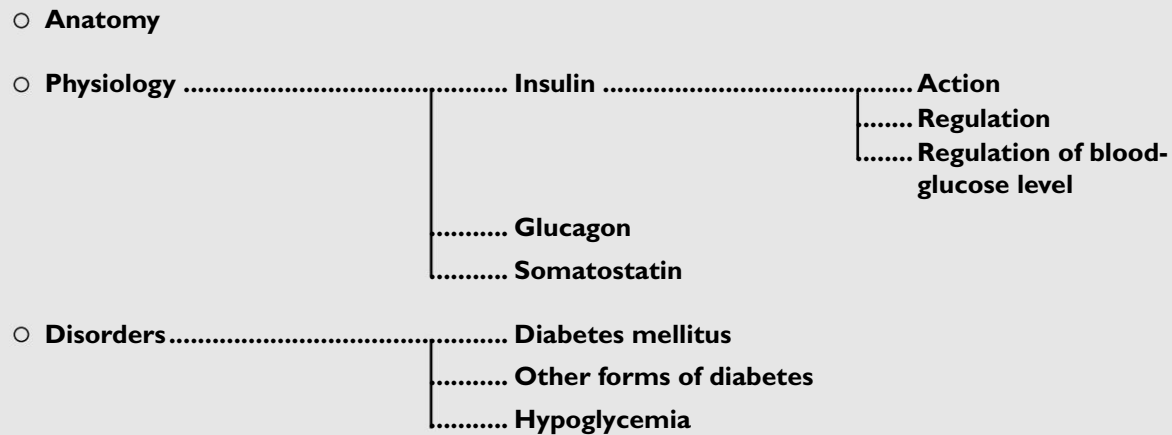 Anatomy
Physiology ................................................ Insulin ............................................. Action
........ Regulation
........ Regulation of blood-
glucose level
........... Glucagon
........... Somatostatin
Disorders .................................................. Diabetes mellitus
........... Other forms of diabetes
........... Hypoglycemia